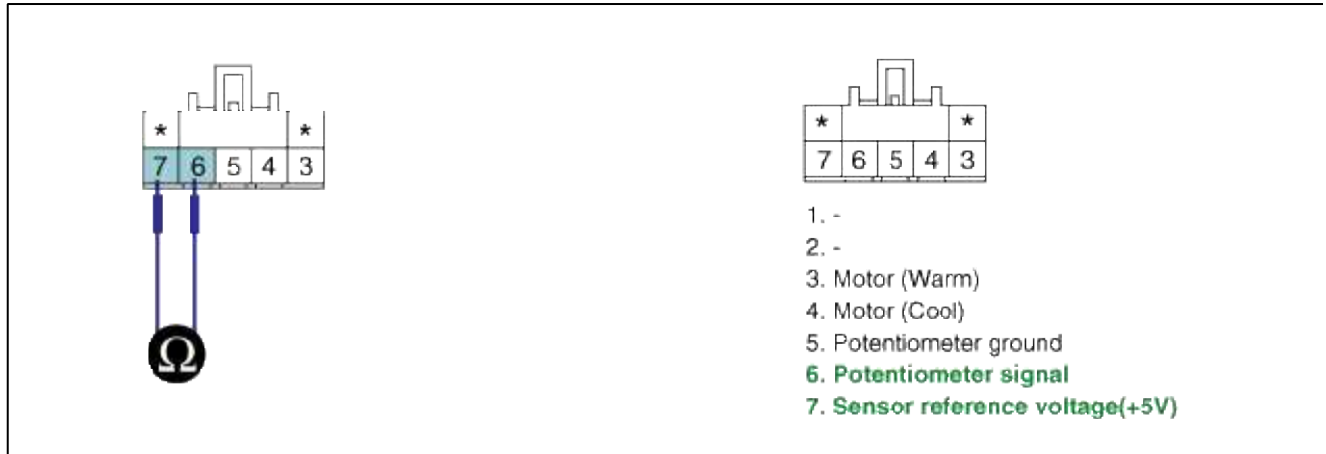 * *
7 6 5 4 3
Ω
* *
7 6 5 4 3
1. -
2. -
3. Motor (Warm)
4. Motor (Cool)
5. Potentiometer ground
6. Potentiometer signal
7. Sensor reference voltage(+5V)